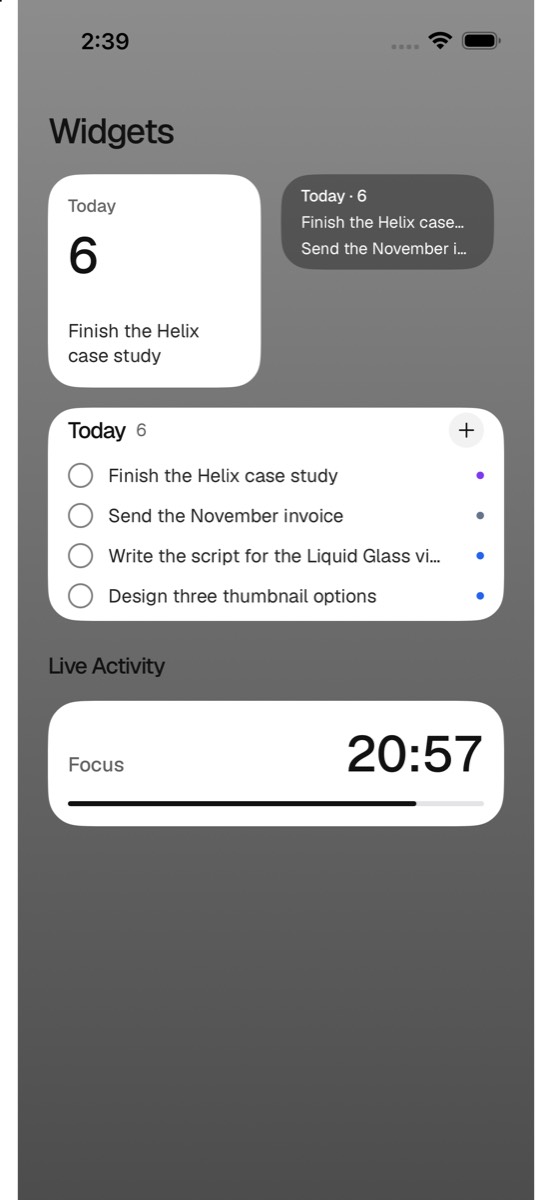 2:39
Widgets
Today
6
Finish the Helix
case study
Today · 6
Finish the Helix case…
Send the November i…
Today 6
Finish the Helix case study
Send the November invoice
Write the script for the Liquid Glass vi…
Design three thumbnail options
Live Activity
Focus
20:57